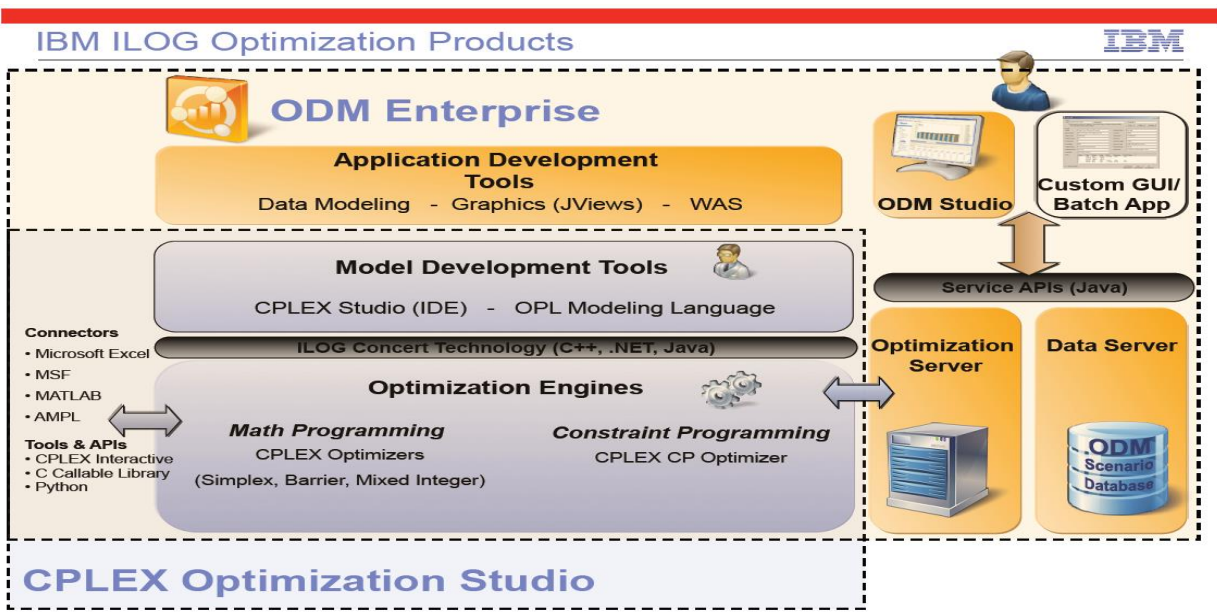 IBM ILOG Optimization Products
IBM
ODM Enterprise
Application Development
Tools
Data Modeling - Graphics (JViews) - WAS
ODM Studio
Custom GUI/
Batch App
Model Development Tools
CPLEX Studio (IDE) - OPL Modeling Language
Service APIs (Java)
Connectors
• Microsoft Excel
• MSF
• MATLAB
• AMPL
Tools & APIs
• CPLEX Interactive
• C Callable Library
• Python
ILOG Concert Technology (C++, .NET, Java)
Optimization Engines
Math Programming
CPLEX Optimizers
(Simplex, Barrier, Mixed Integer)
Constraint Programming
CPLEX CP Optimizer
Optimization
Server
Data Server
ODM
Scenario
Database
CPLEX Optimization Studio